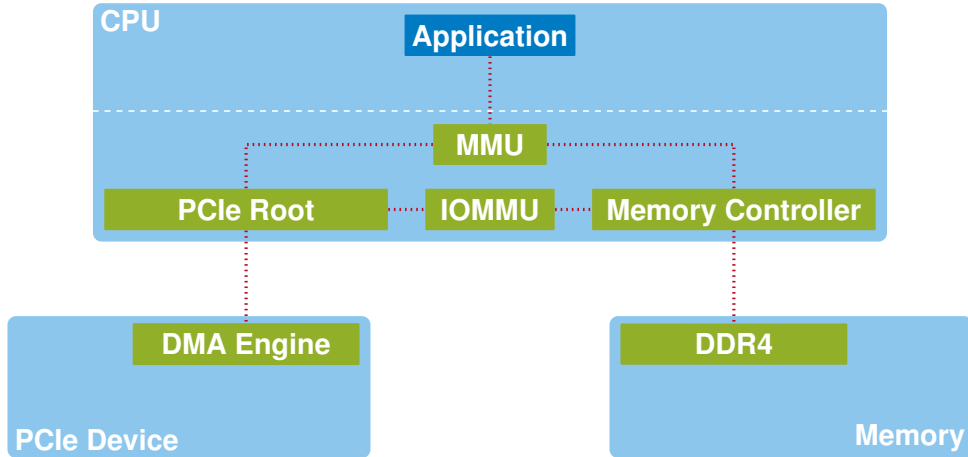 CPU
Application
MMU
PCIe Root
IOMMU
Memory Controller
DMA Engine
DDR4
PCIe Device
Memory